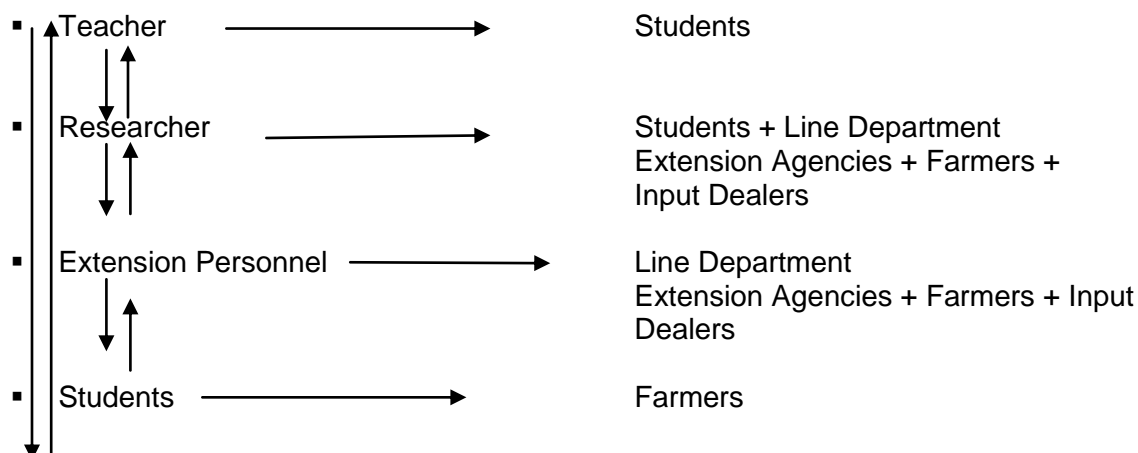 ▪ Teacher Students
▪ Researcher Students + Line Department
Extension Agencies + Farmers +
Input Dealers
▪ Extension Personnel Line Department
Extension Agencies + Farmers + Input
Dealers
▪ Students Farmers